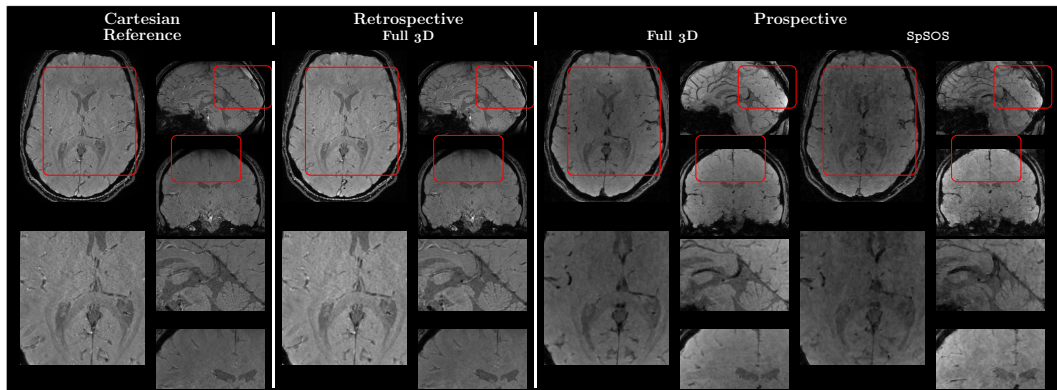 Cartesian
Reference
Retrospective
Full 3D
Prospective
Full 3D
SpSOS